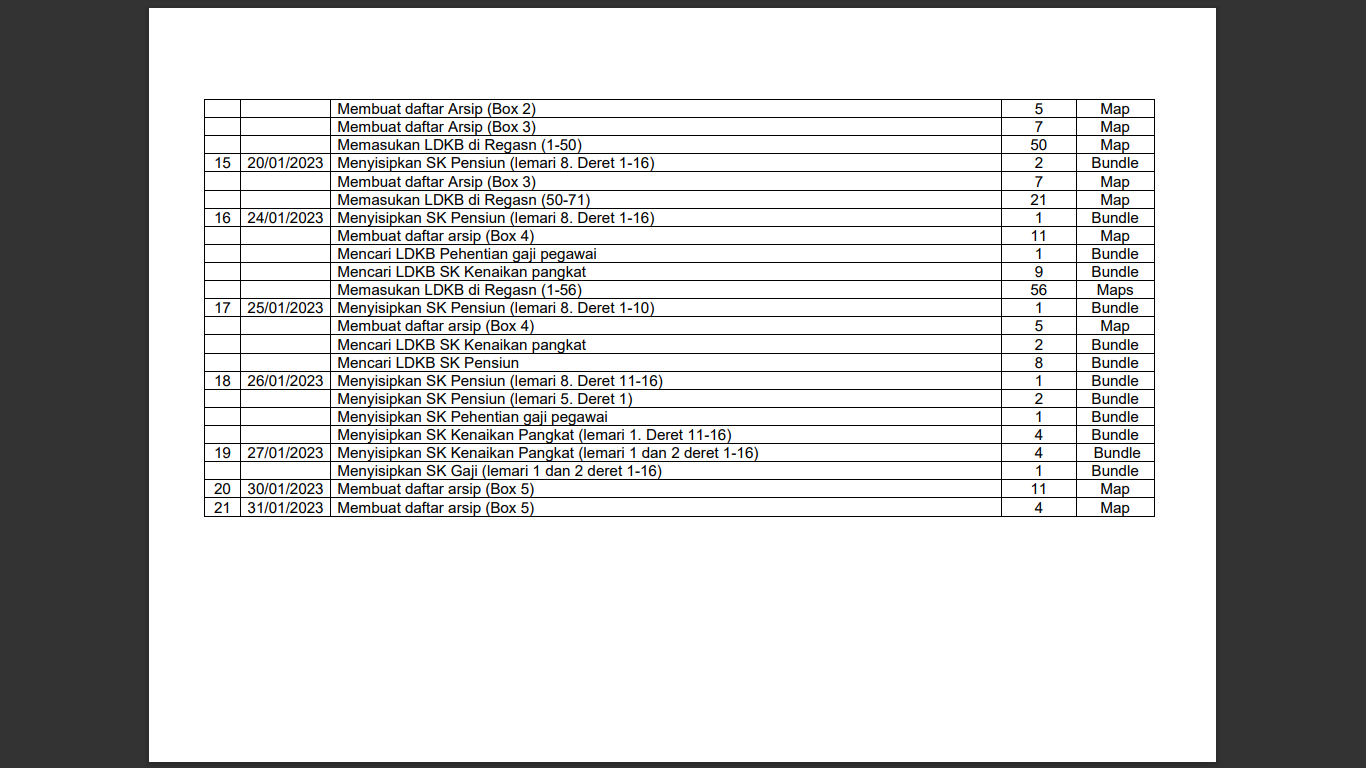 Membuat daftar Arsip (Box 2) 5 Map
Membuat daftar Arsip (Box 3) 7 Map
Memasukan LDKB di Regasn (1-50) 50 Map
15 20/01/2023 Menyisipkan SK Pensiun (lemari 8. Deret 1-16) 2 Bundle
Membuat daftar Arsip (Box 3) 7 Map
Memasukan LDKB di Regasn (50-71) 21 Map
16 24/01/2023 Menyisipkan SK Pensiun (lemari 8. Deret 1-16) 1 Bundle
Membuat daftar arsip (Box 4) 11 Map
Mencari LDKB Pehentian gaji pegawai 1 Bundle
Mencari LDKB SK Kenaikan pangkat 9 Bundle
Memasukan LDKB di Regasn (1-56) 56 Maps
17 25/01/2023 Menyisipkan SK Pensiun (lemari 8. Deret 1-10) 1 Bundle
Membuat daftar arsip (Box 4) 5 Map
Mencari LDKB SK Kenaikan pangkat 2 Bundle
Mencari LDKB SK Pensiun 8 Bundle
18 26/01/2023 Menyisipkan SK Pensiun (lemari 8. Deret 11-16) 1 Bundle
Menyisipkan SK Pensiun (lemari 5. Deret 1) 2 Bundle
Menyisipkan SK Pehentian gaji pegawai 1 Bundle
Menyisipkan SK Kenaikan Pangkat (lemari 1. Deret 11-16) 4 Bundle
19 27/01/2023 Menyisipkan SK Kenaikan Pangkat (lemari 1 dan 2 deret 1-16) 4 Bundle
Menyisipkan SK Gaji (lemari 1 dan 2 deret 1-16) 1 Bundle
20 30/01/2023 Membuat daftar arsip (Box 5) 11 Map
21 31/01/2023 Membuat daftar arsip (Box 5) 4 Map